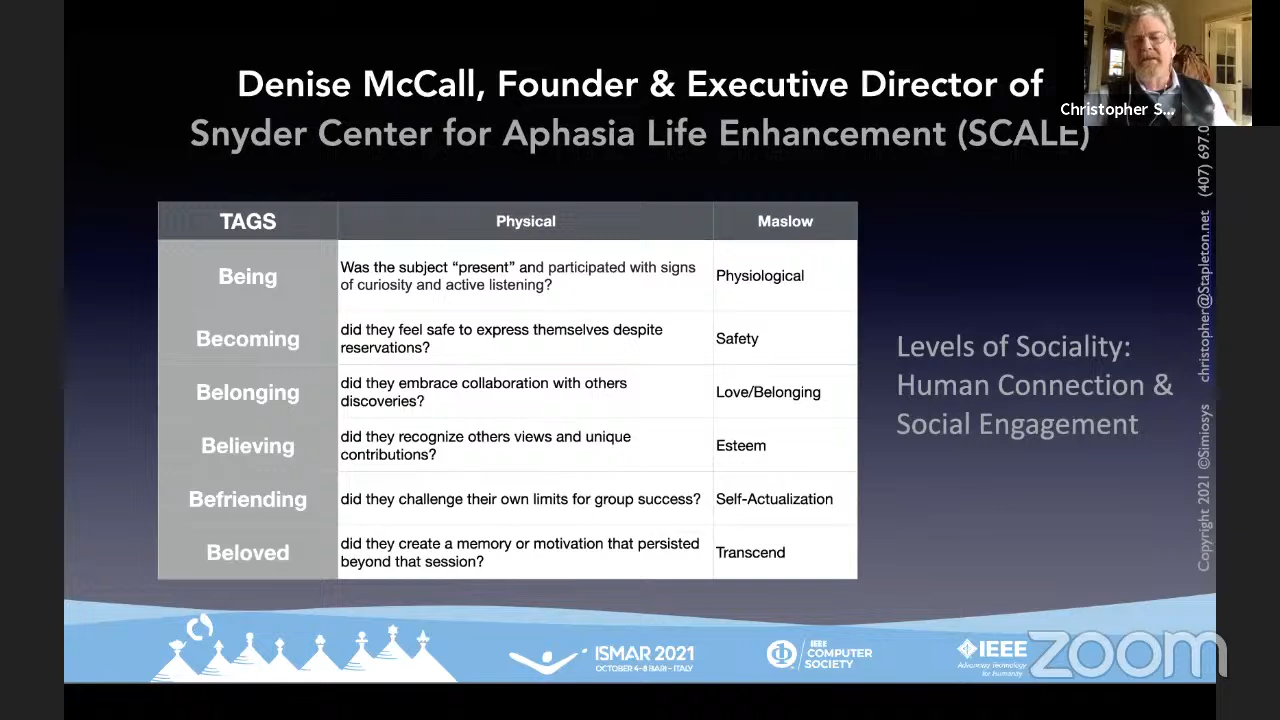 Denise McCall, Founder & Executive Director of
Snyder Center for Aphasia Life Enhancement (SCALE)
Christopher S...
TAGS Physical Maslow
Being
Was the subject “present” and participated with signs
of curiosity and active listening?
Physiological
Becoming
did they feel safe to express themselves despite
reservations?
Safety
Belonging
did they embrace collaboration with others
discoveries?
Love/Belonging
Believing
did they recognize others views and unique
contributions?
Esteem
Befriending
did they challenge their own limits for group success?
Self-Actualization
Beloved
did they create a memory or motivation that persisted
beyond that session?
Transcend
Levels of Sociality:
Human Connection &
Social Engagement
Copyright 2021 ©Simiosys christopher@Stapleton.net (407) 697.0
ISMAR 2021
OCTOBER 4-8 BARI - ITALY
IEEE
COMPUTER
SOCIETY
IEEE
Advancing Technology
for Humanity
zoom